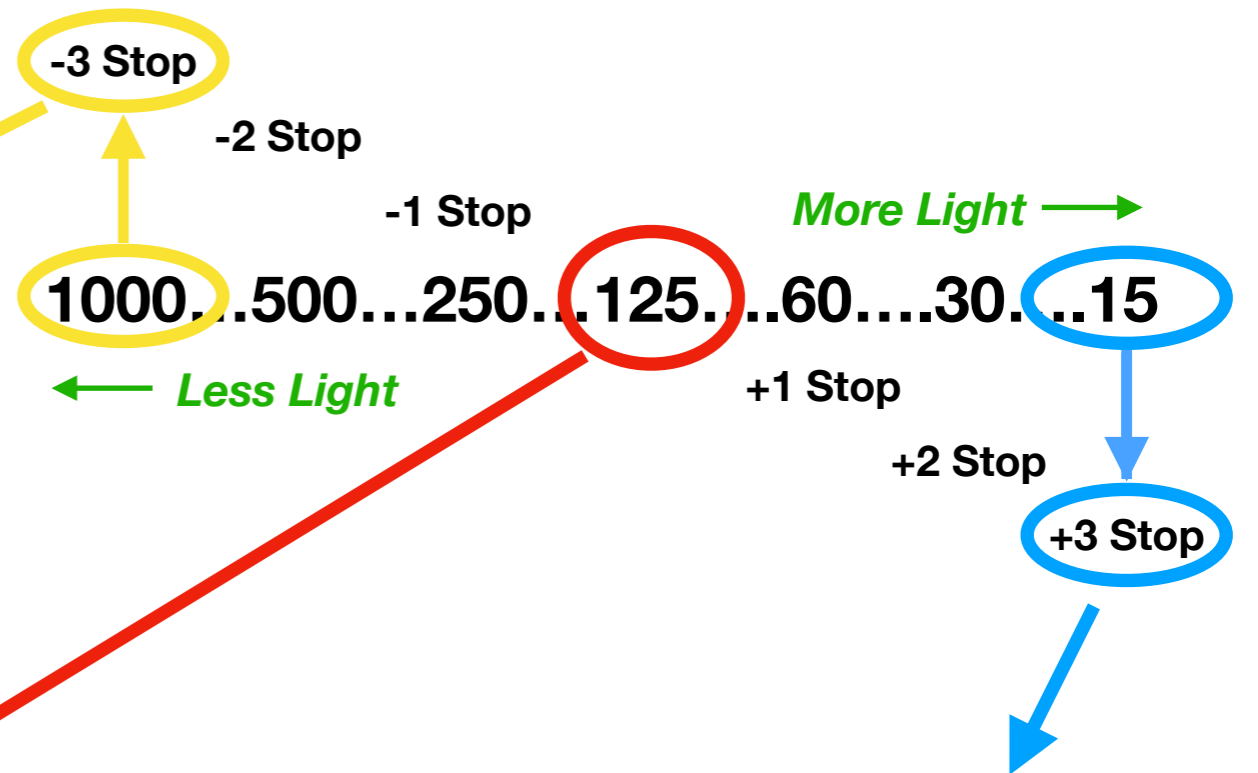 -3 Stop
-2 Stop
-1 Stop
More Light
1000...500...250...125....60....30....15
Less Light
+1 Stop
+2 Stop
+3 Stop